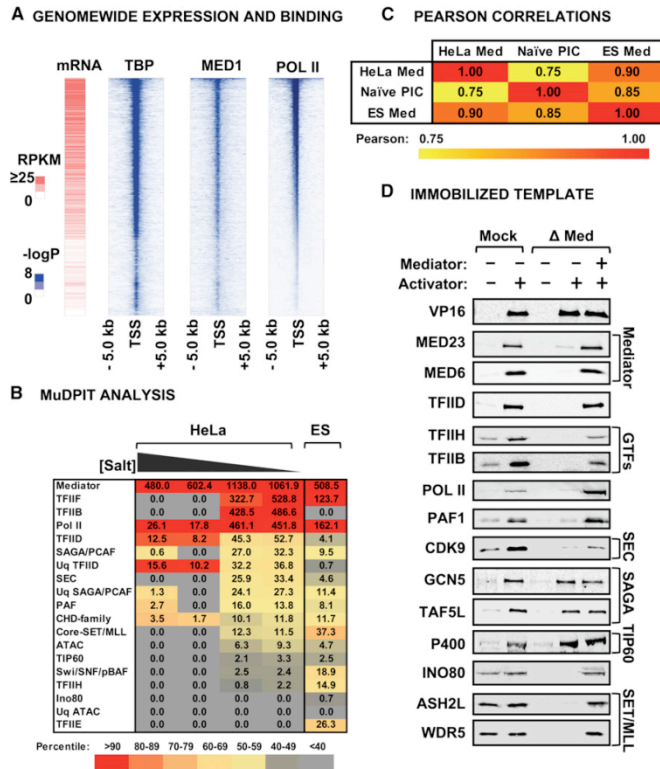 A GENOMEWIDE EXPRESSION AND BINDING
mRNA TBP MED1 POL II
RPKM
≥25
0
-logP
8
0
- 5.0 kb TSS +5.0 kb - 5.0 kb TSS +5.0 kb - 5.0 kb TSS +5.0 kb
B MuDPIT ANALYSIS
HeLa ES
[Salt]
Mediator 480.0 602.4 1138.0 1061.9 508.5
TFIIF 0.0 0.0 322.7 528.8 123.7
TFIIB 0.0 0.0 428.5 486.6 0.0
Pol II 26.1 17.8 461.1 451.8 162.1
TFIID 12.5 8.2 45.3 52.7 4.1
SAGA/PCAF 0.6 0.0 27.0 32.3 9.5
Uq TFIID 15.6 10.2 32.2 36.8 0.7
SEC 0.0 0.0 25.9 33.4 4.6
Uq SAGA/PCAF 1.3 0.0 24.1 27.3 11.4
PAF 2.7 0.0 16.0 13.8 8.1
CHD-family 3.5 1.7 10.1 11.8 11.7
Core-SET/MLL 0.0 0.0 12.3 11.5 37.3
ATAC 0.0 0.0 6.3 9.3 4.7
TIP60 0.0 0.0 2.1 3.3 2.5
Swi/SNF/pBAF 0.0 0.0 2.5 2.4 18.9
TFIIH 0.0 0.0 0.8 2.2 14.9
Ino80 0.0 0.0 0.0 0.0 0.7
Uq ATAC 0.0 0.0 0.0 0.0 0.0
TFIIE 0.0 0.0 0.0 0.0 26.3
Percentile: >90 80-89 70-79 60-69 50-59 40-49 <40
C PEARSON CORRELATIONS
HeLa Med Naïve PIC ES Med
HeLa Med 1.00 0.75 0.90
Naïve PIC 0.75 1.00 0.85
ES Med 0.90 0.85 1.00
Pearson:
0.75 1.00
D IMMOBILIZED TEMPLATE
Mock Δ Med
Mediator: − − − − +
Activator: − + − + +
VP16
MED23
MED6
Mediator
TFIID
TFIIH
TFIIB
GTFs
POL II
PAF1
CDK9
SEC
GCN5
TAF5L
SAGA
P400
TIP60
INO80
ASH2L
WDR5
SET/MLL